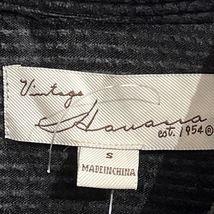 Vintage
Havana
est. 1954®
S
MADE IN CHINA